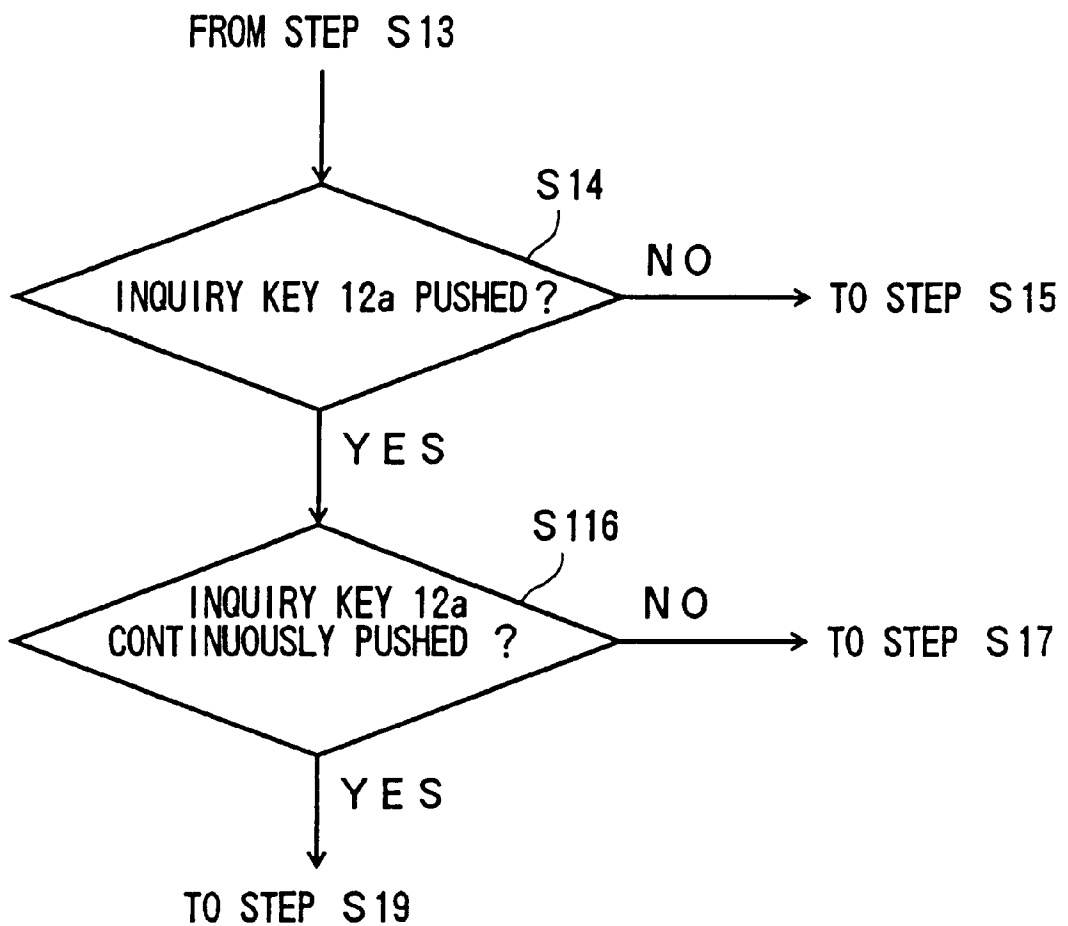 FROM STEP S13
S14
INQUIRY KEY 12a PUSHED?
NO
TO STEP S15
YES
S116
INQUIRY KEY 12a
CONTINUOUSLY PUSHED ?
NO
TO STEP S17
YES
TO STEP S19